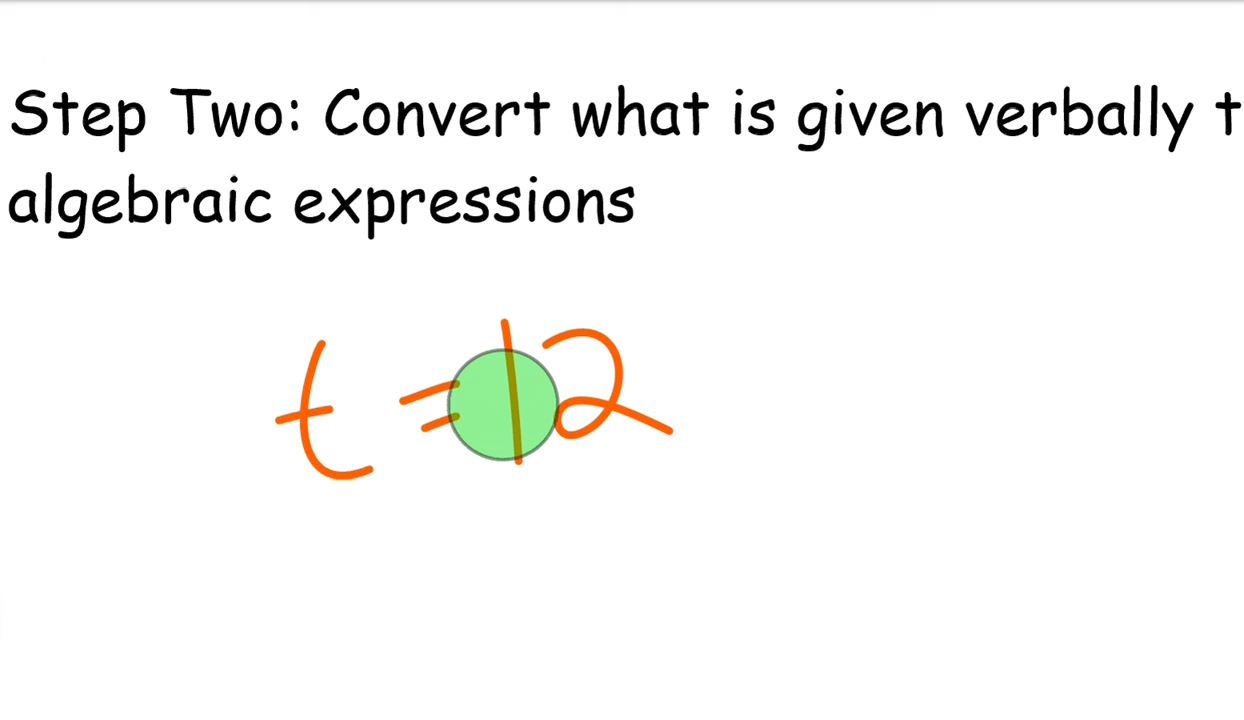 Step Two: Convert what is given verbally t
algebraic expressions
t = 12